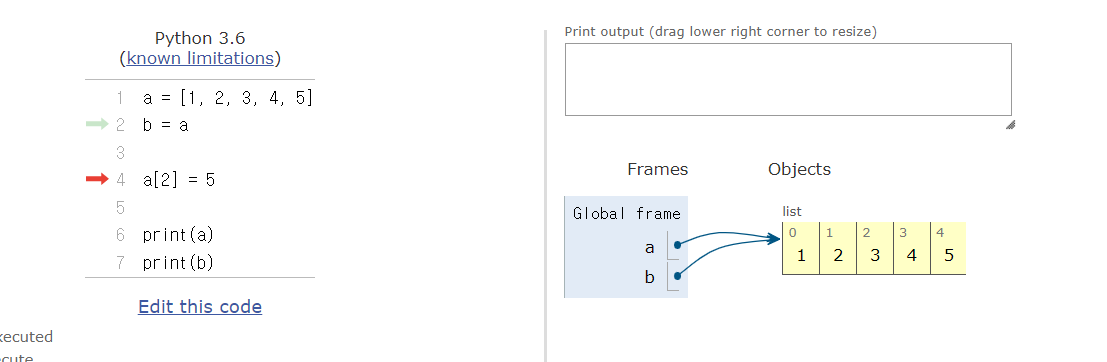 Python 3.6
(known limitations)
1 a = [1, 2, 3, 4, 5]
2 b = a
3
4 a[2] = 5
5
6 print(a)
7 print(b)
Edit this code
xecuted
ecute
Print output (drag lower right corner to resize)
Frames Objects
Global frame
a
b
list
0 1 2 3 4
1 2 3 4 5